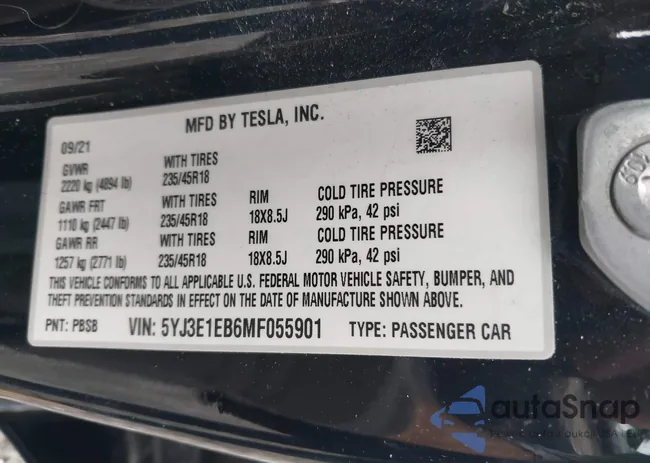 MFD BY TESLA, INC.
09/21
GVWR WITH TIRES
2220 kg (4894 lb) 235/45R18
GAWR FRT WITH TIRES RIM COLD TIRE PRESSURE
1110 kg (2447 lb) 235/45R18 18X8.5J 290 kPa, 42 psi
GAWR RR WITH TIRES RIM COLD TIRE PRESSURE
1257 kg (2771 lb) 235/45R18 18X8.5J 290 kPa, 42 psi
THIS VEHICLE CONFORMS TO ALL APPLICABLE U.S. FEDERAL MOTOR VEHICLE SAFETY, BUMPER, AND
THEFT PREVENTION STANDARDS IN EFFECT ON THE DATE OF MANUFACTURE SHOWN ABOVE.
PNT: PBSB VIN: 5YJ3E1EB6MF055901 TYPE: PASSENGER CAR
autaSnap